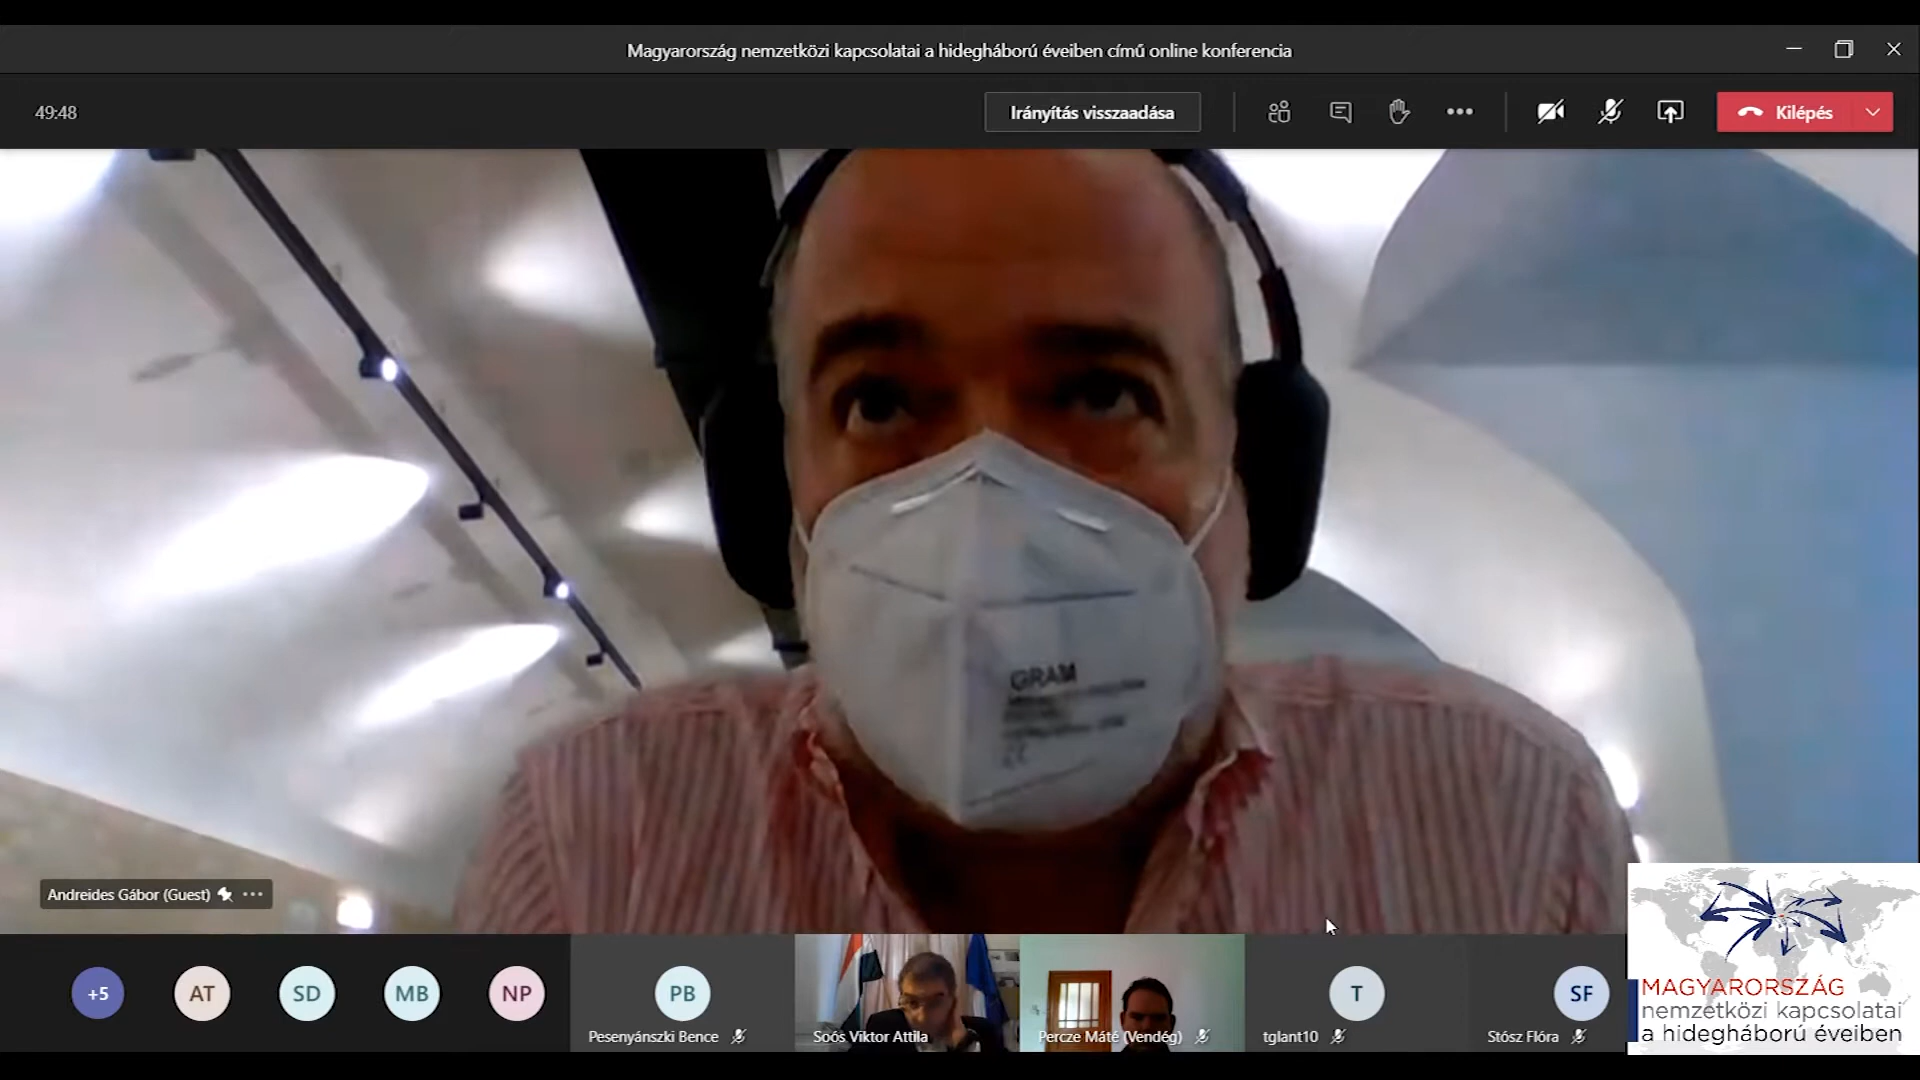 Magyarország nemzetközi kapcsolatai a hidegháború éveiben című online konferencia
49:48
Irányítás visszaadása
Kilépés
GRAM
Andreides Gábor (Guest)
+5
AT
SD
MB
NP
PB
Pesenyánszki Bence
Soós Viktor Attila
Percze Máté (Vendég)
T
tglant10
SF
Stósz Flóra
MAGYARORSZÁG
nemzetközi kapcsolatai
a hidegháború éveiben